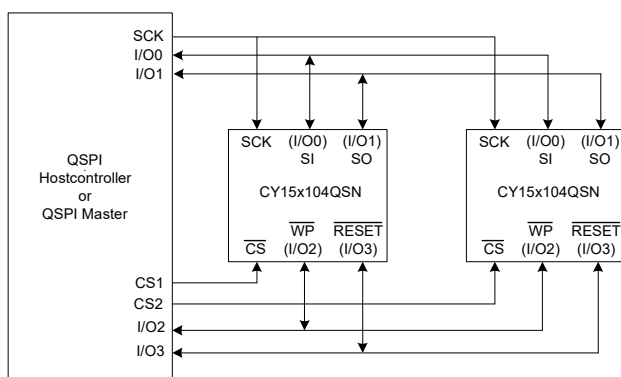 SCK
I/O0
I/O1
QSPI
Hostcontroller
or
QSPI Master
CS1
CS2
I/O2
I/O3
SCK (I/O0) (I/O1)
SI SO
CY15x104QSN
WP RESET
CS (I/O2) (I/O3)
SCK (I/O0) (I/O1)
SI SO
CY15x104QSN
WP RESET
CS (I/O2) (I/O3)